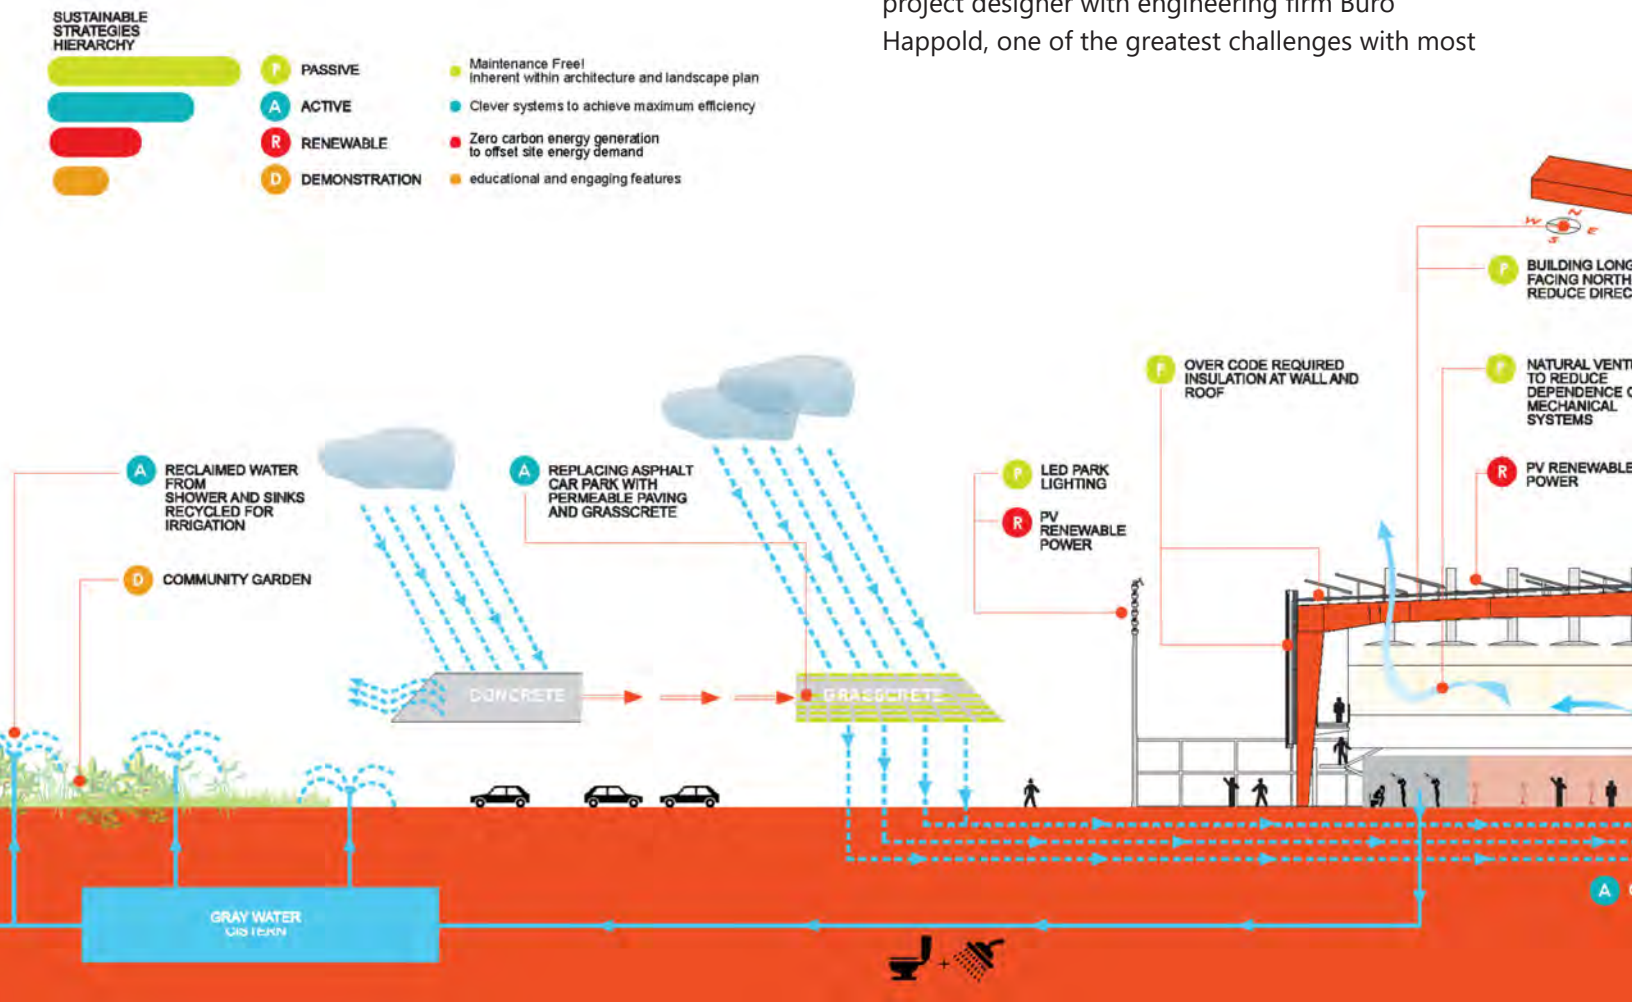 project designer with engineering firm Buro
Happold, one of the greatest challenges with most
SUSTAINABLE
STRATEGIES
HIERARCHY
P PASSIVE
Maintenance Free!
Inherent within architecture and landscape plan
A ACTIVE
Clever systems to achieve maximum efficiency
R RENEWABLE
Zero carbon energy generation
to offset site energy demand
D DEMONSTRATION
educational and engaging features
N
W
E
S
P BUILDING LONG
FACING NORTH
REDUCE DIREC
P OVER CODE REQUIRED
INSULATION AT WALL AND
ROOF
P NATURAL VENT
TO REDUCE
DEPENDENCE
MECHANICAL
SYSTEMS
A RECLAIMED WATER
FROM
SHOWER AND SINKS
RECYCLED FOR
IRRIGATION
A REPLACING ASPHALT
CAR PARK WITH
PERMEABLE PAVING
AND GRASSCRETE
P LED PARK
LIGHTING
R PV
RENEWABLE
POWER
R PV RENEWABLE
POWER
D COMMUNITY GARDEN
CONCRETE
GRASSCRETE
A
GRAY WATER
CISTERN
+